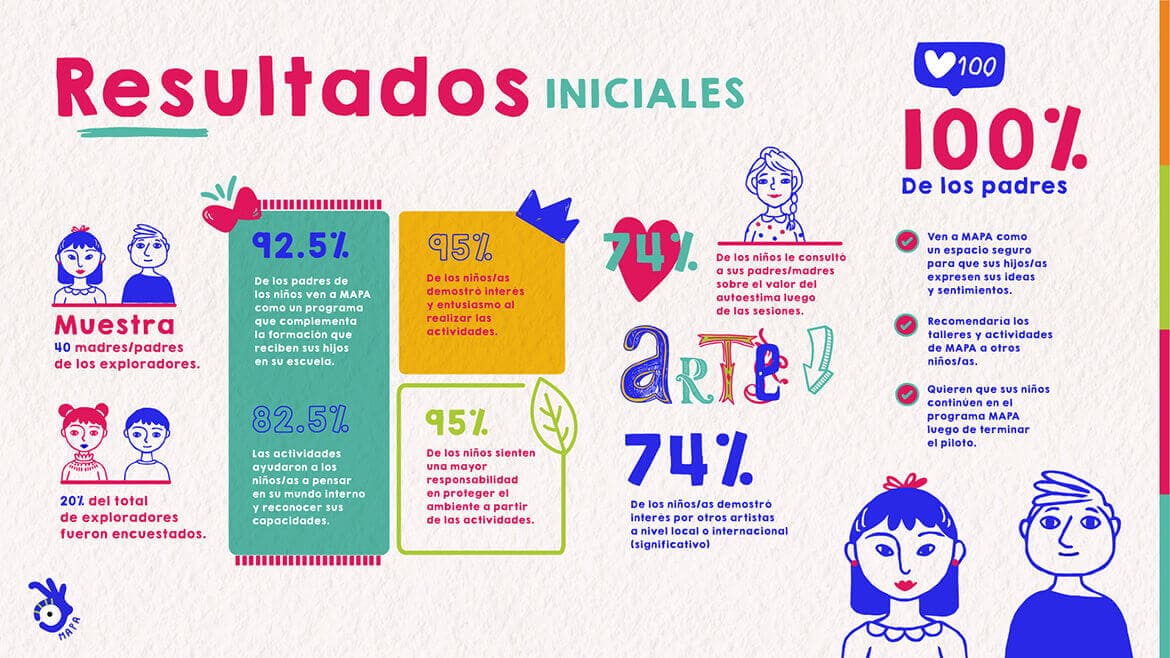 Resultados INICIALES
Muestra
40 madres/padres
de los exploradores.
20% del total
de exploradores
fueron encuestados.
92.5%
De los padres de
los niños ven a MAPA
como un programa
que complementa
la formación que
reciben sus hijos
en su escuela.
82.5%
Las actividades
ayudaron a los
niños/as a pensar
en su mundo interno
y reconocer sus
capacidades.
95%
De los niños/as
demostró interés
y entusiasmo al
realizar las
actividades.
95%
De los niños sienten
una mayor
responsabilidad
en proteger el
ambiente a partir
de las actividades.
74%
De los niños le consultó
a sus padres/madres
sobre el valor del
autoestima luego
de las sesiones.
ARTE
74%
De los niños/as demostró
interés por otros artistas
a nivel local o internacional
(significativo)
100
100%
De los padres
Ven a MAPA como
un espacio seguro
para que sus hijos/as
expresen sus ideas
y sentimientos.
Recomendaría los
talleres y actividades
de MAPA a otros
niños/as.
Quieren que sus niños
continúen en el
programa MAPA
luego de terminar
el piloto.
MAPA